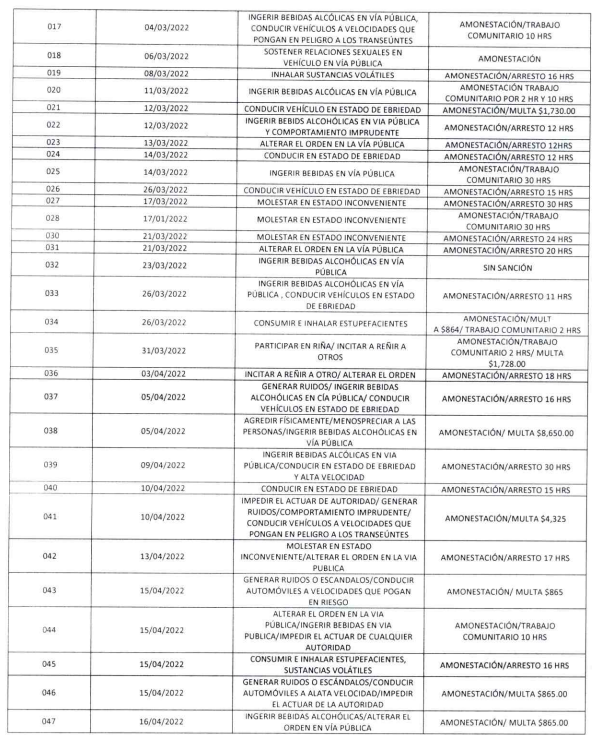 017 04/03/2022 INGERIR BEBIDAS ALCÓLICAS EN VÍA PÚBLICA, AMONESTACIÓN/TRABAJO
CONDUCIR VEHÍCULOS A VELOCIDADES QUE COMUNITARIO 10 HRS
PONGAN EN PELIGRO A LOS TRANSEÚNTES
018 06/03/2022 SOSTENER RELACIONES SEXUALES EN AMONESTACIÓN
VEHÍCULO EN VÍA PÚBLICA
019 08/03/2022 INHALAR SUSTANCIAS VOLÁTILES AMONESTACIÓN/ARRESTO 16 HRS
020 11/03/2022 INGERIR BEBIDAS ALCÓLICAS EN VÍA PÚBLICA AMONESTACIÓN TRABAJO
COMUNITARIO POR 2 HR Y 10 HRS
021 12/03/2022 CONDUCIR VEHÍCULO EN ESTADO DE EBRIEDAD AMONESTACIÓN/MULTA $1,730.00
022 12/03/2022 INGERIR BEBIDS ALCOHÓLICAS EN VIA PÚBLICA AMONESTACIÓN/ARRESTO 12 HRS
Y COMPORTAMIENTO IMPRUDENTE
023 13/03/2022 ALTERAR EL ORDEN EN LA VÍA PÚBLICA AMONESTACIÓN/ARRESTO 12HRS
024 14/03/2022 CONDUCIR EN ESTADO DE EBRIEDAD AMONESTACIÓN/ARRESTO 12 HRS
025 14/03/2022 INGERIR BEBIDAS EN VÍA PÚBLICA AMONESTACIÓN/TRABAJO
COMUNITARIO 30 HRS
026 26/03/2022 CONDUCIR VEHÍCULO EN ESTADO DE EBRIEDAD AMONESTACIÓN/ARRESTO 15 HRS
027 17/03/2022 MOLESTAR EN ESTADO INCONVENIENTE AMONESTACIÓN/ARRESTO 30 HRS
028 17/01/2022 MOLESTAR EN ESTADO INCONVENIENTE AMONESTACIÓN/TRABAJO
COMUNITARIO 30 HRS
030 21/03/2022 MOLESTAR EN ESTADO INCONVENIENTE AMONESTACIÓN/ARRESTO 24 HRS
031 21/03/2022 ALTERAR EL ORDEN EN LA VÍA PÚBLICA AMONESTACIÓN/ARRESTO 20 HRS
032 23/03/2022 INGERIR BEBIDAS ALCOHÓLICAS EN VÍA SIN SANCIÓN
PÚBLICA
033 26/03/2022 INGERIR BEBIDAS ALCOHÓLICAS EN VÍA AMONESTACIÓN/ARRESTO 11 HRS
PÚBLICA , CONDUCIR VEHÍCULOS EN ESTADO
DE EBRIEDAD
034 26/03/2022 CONSUMIR E INHALAR ESTUPEFACIENTES AMONESTACIÓN/MULT
A $864/ TRABAJO COMUNITARIO 2 HRS
035 31/03/2022 PARTICIPAR EN RIÑA/ INCITAR A REÑIR A AMONESTACIÓN/TRABAJO
OTROS COMUNITARIO 2 HRS/ MULTA
$1,728.00
036 03/04/2022 INCITAR A REÑIR A OTRO/ ALTERAR EL ORDEN AMONESTACIÓN/ARRESTO 18 HRS
037 05/04/2022 GENERAR RUIDOS/ INGERIR BEBIDAS AMONESTACIÓN/ARRESTO 16 HRS
ALCOHÓLICAS EN CÍA PÚBLICA/ CONDUCIR
VEHÍCULOS EN ESTADO DE EBRIEDAD
038 05/04/2022 AGREDIR FÍSICAMENTE/MENOSPRECIAR A LAS AMONESTACIÓN/ MULTA $8,650.00
PERSONAS/INGERIR BEBIDAS ALCOHÓLICAS EN
VÍA PÚBLICA
039 09/04/2022 INGERIR BEBIDAS ALCÓLICAS EN VIA AMONESTACIÓN/ARRESTO 30 HRS
PÚBLICA/CONDUCIR EN ESTADO DE EBRIEDAD
Y ALTA VELOCIDAD
040 10/04/2022 CONDUCIR EN ESTADO DE EBRIEDAD AMONESTACIÓN/ARRESTO 15 HRS
041 10/04/2022 IMPEDIR EL ACTUAR DE AUTORIDAD/ GENERAR AMONESTACIÓN/MULTA $4,325
RUIDOS/COMPORTAMIENTO IMPRUDENTE/
CONDUCIR VEHÍCULOS A VELOCIDADES QUE
PONGAN EN PELIGRO A LOS TRANSEÚNTES
042 13/04/2022 MOLESTAR EN ESTADO AMONESTACIÓN/ARRESTO 17 HRS
INCONVENIENTE/ALTERAR EL ORDEN EN LA VIA
PUBLICA
043 15/04/2022 GENERAR RUIDOS O ESCANDALOS/CONDUCIR AMONESTACIÓN/ MULTA $865
AUTOMÓVILES A VELOCIDADES QUE POGAN
EN RIESGO
044 15/04/2022 ALTERAR EL ORDEN EN LA VIA AMONESTACIÓN/TRABAJO
PÚBLICA/INGERIR BEBIDAS EN VIA COMUNITARIO 10 HRS
PUBLICA/IMPEDIR EL ACTUAR DE CUALQUIER
AUTORIDAD
045 15/04/2022 CONSUMIR E INHALAR ESTUPEFACIENTES, AMONESTACIÓN/ARRESTO 16 HRS
SUSTANCIAS VOLÁTILES
046 15/04/2022 GENERAR RUIDOS O ESCÁNDALOS/CONDUCIR AMONESTACIÓN/MULTA $865.00
AUTOMÓVILES A ALATA VELOCIDAD/IMPEDIR
EL ACTUAR DE LA AUTORIDAD
047 16/04/2022 INGERIR BEBIDAS ALCOHÓLICAS/ALTERAR EL AMONESTACIÓN/ MULTA $865.00
ORDEN EN VÍA PÚBLICA